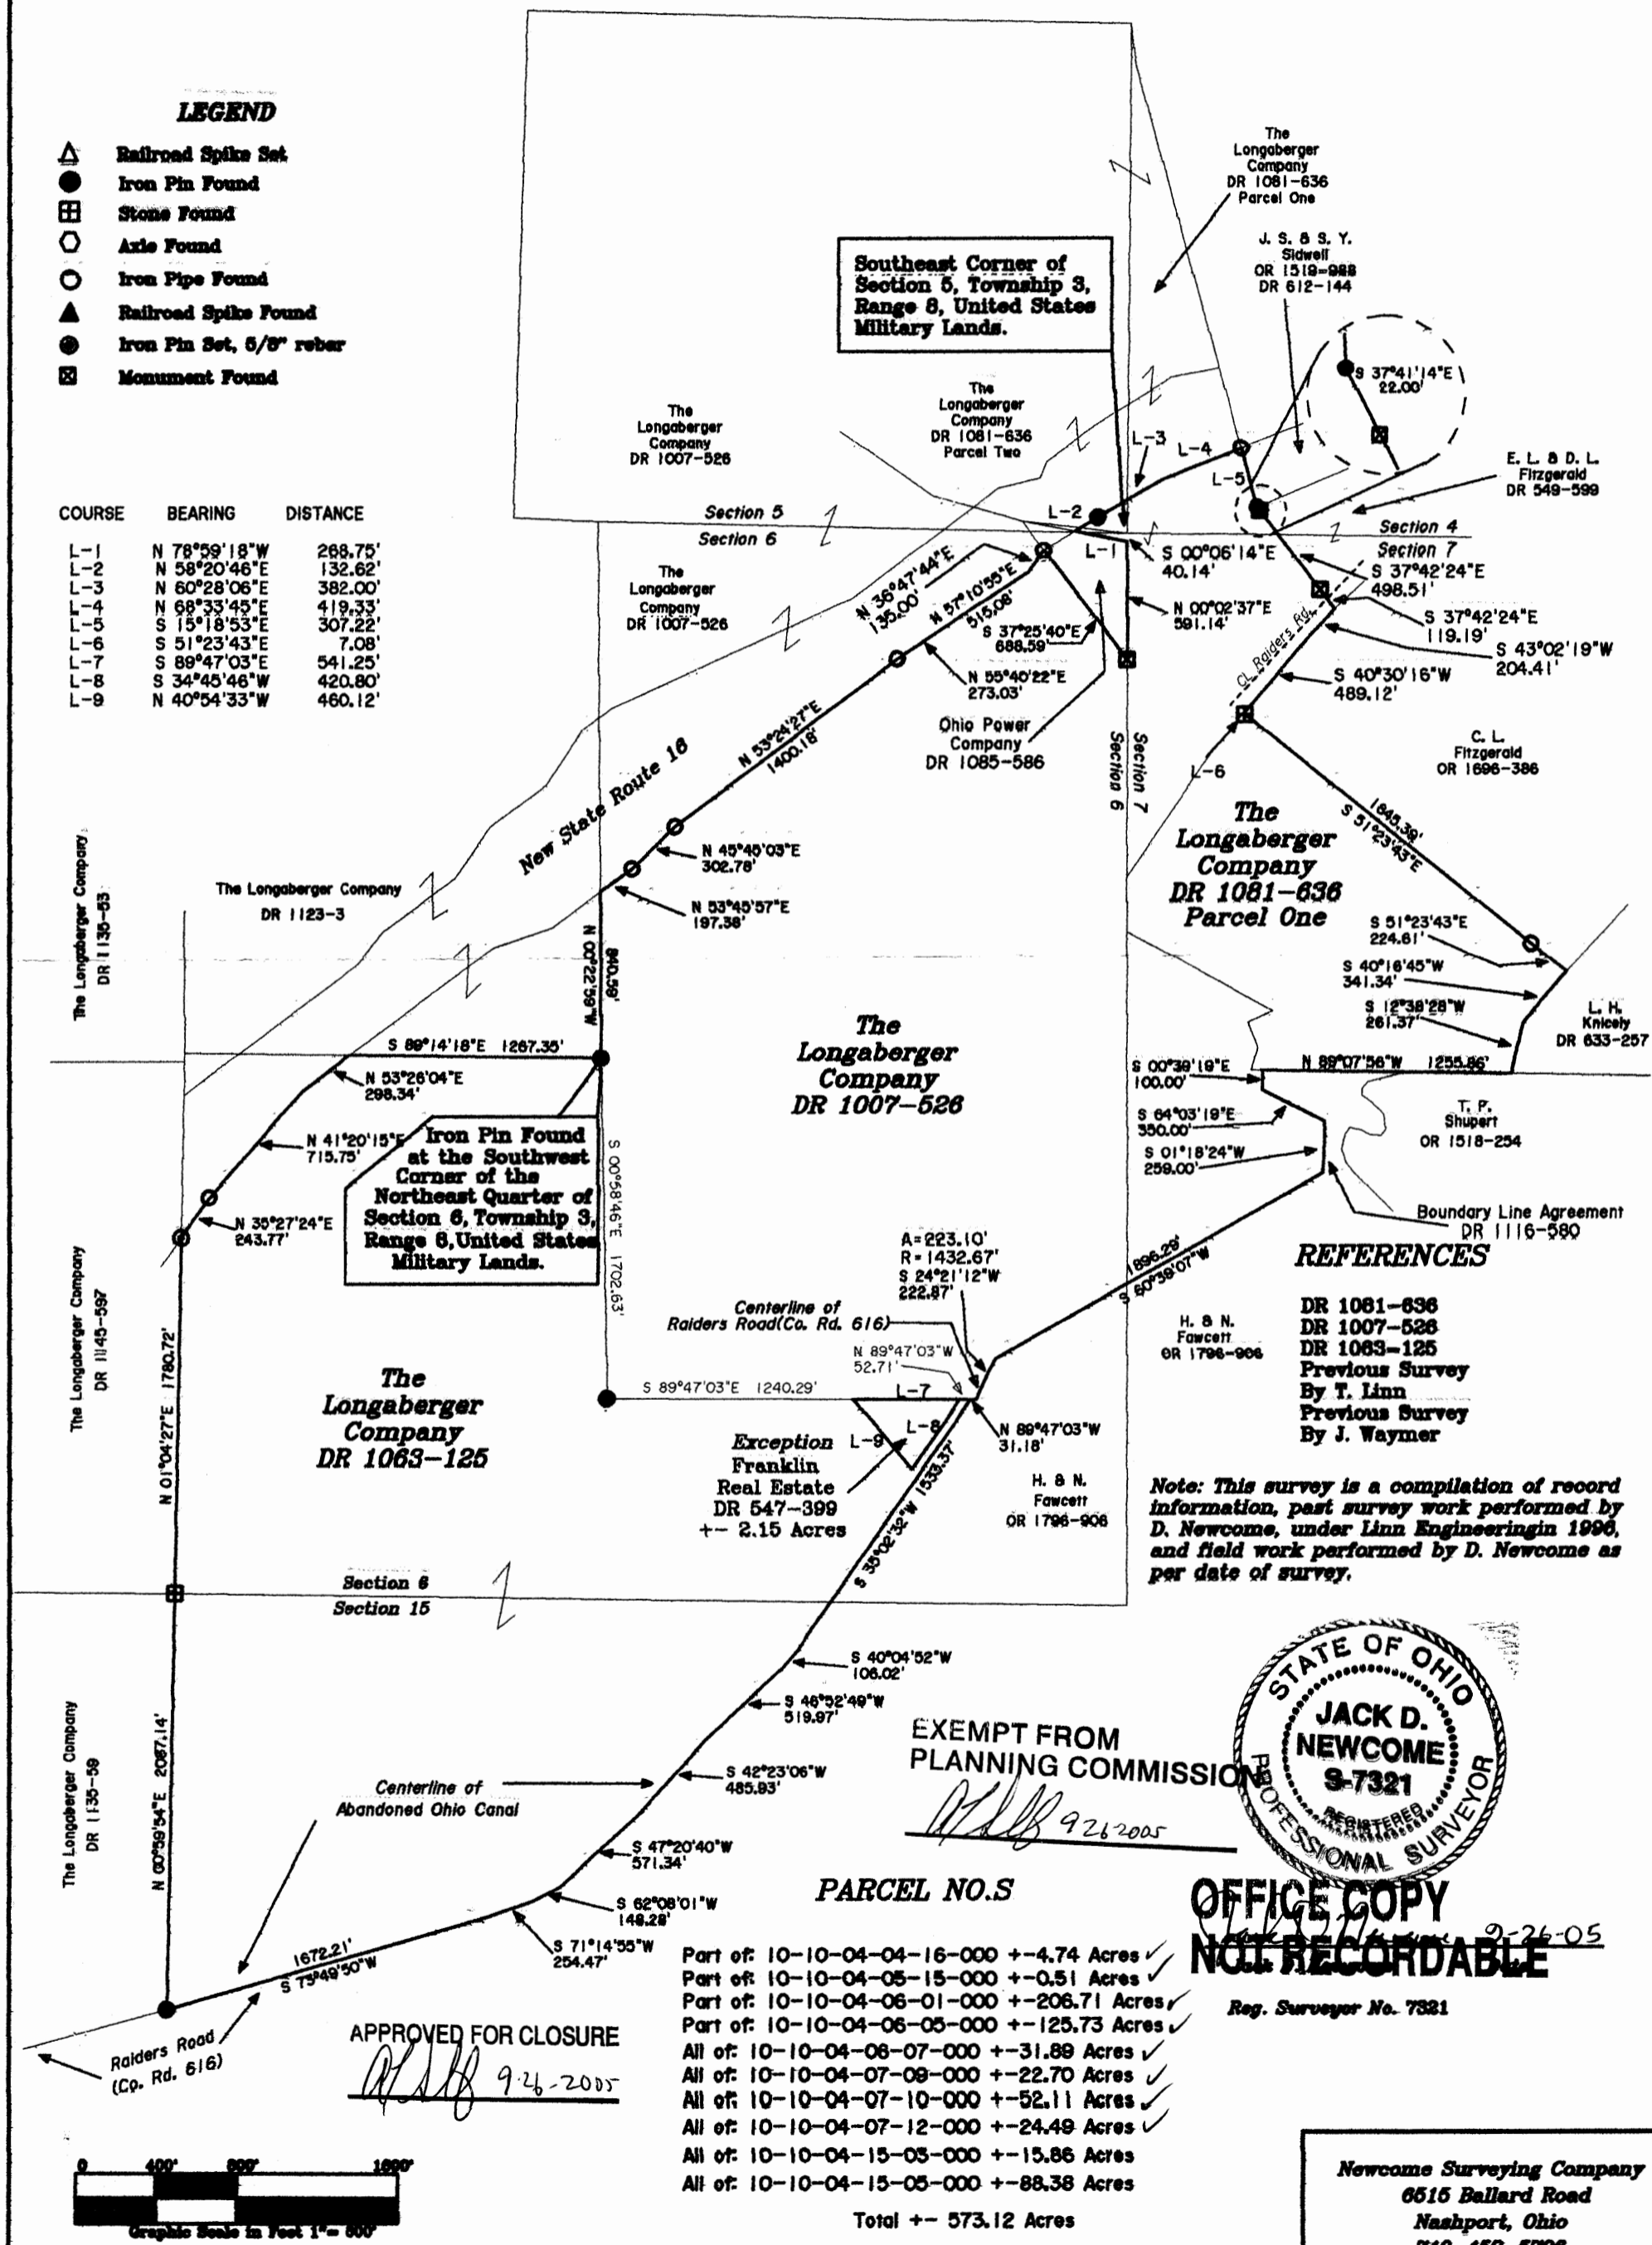 LEGEND
Railroad Spike Set
Iron Pin Found
Stone Found
Axle Found
Iron Pipe Found
Railroad Spike Found
Iron Pin Set, 5/8" rebar
Monument Found
COURSE BEARING DISTANCE
L-1 N 78°59'18"W 268.75'
L-2 N 58°20'46"E 132.62'
L-3 N 60°28'06"E 382.00'
L-4 N 68°33'45"E 419.33'
L-5 S 15°18'53"E 307.22'
L-6 S 51°23'43"E 7.08'
L-7 S 89°47'03"E 541.25'
L-8 S 34°45'46"W 420.80'
L-9 N 40°54'33"W 460.12'
The
Longaberger
Company
DR 1081-636
Parcel One
J. S. & S. Y.
Sidwell
OR 1519-988
DR 612-144
Southeast Corner of
Section 5, Township 3,
Range 8, United States
Military Lands.
S 37°41'14"E
22.00'
The
Longaberger
Company
DR 1007-526
The
Longaberger
Company
DR 1081-636
Parcel Two
L-3
L-4
L-5
E. L. & D. L.
Fitzgerald
DR 549-599
L-2
Section 5
Section 6
Section 4
Section 7
L-1
S 00°06'14"E
40.14'
S 37°42'24"E
498.51'
The
Longaberger
Company
DR 1007-526
N 36°47'44"E
135.00'
N 57°10'55"E
515.08'
S 37°25'40"E
688.59'
N 00°02'37"E
591.14'
S 37°42'24"E
119.19'
S 43°02'19"W
204.41'
CL Raiders Rd.
S 40°30'16"W
489.12'
N 55°40'22"E
273.03'
Ohio Power
Company
DR 1085-586
Section 6
Section 7
L-6
C. L.
Fitzgerald
OR 1696-386
N 53°24'27"E
1400.18'
New State Route 16
1845.39'
S 51°23'43"E
The
Longaberger
Company
DR 1081-636
Parcel One
N 45°45'03"E
302.78'
N 53°45'57"E
197.38'
The Longaberger Company
DR 1123-3
The Longaberger Company
DR 1135-53
N 00°22'59"W
840.59'
S 51°23'43"E
224.61'
S 40°16'45"W
341.34'
S 12°38'28"W
261.37'
L. H.
Knicely
DR 633-257
The
Longaberger
Company
DR 1007-526
S 89°14'18"E 1267.35'
N 53°26'04"E
298.34'
N 89°07'56"W 1255.86'
S 00°39'19"E
100.00'
S 64°03'19"E
350.00'
S 01°18'24"W
259.00'
T. P.
Shupert
OR 1518-254
N 41°20'15"E
715.75'
Iron Pin Found
at the Southwest
Corner of the
Northeast Quarter of
Section 6, Township 3,
Range 8, United States
Military Lands.
N 35°27'24"E
243.77'
S 00°58'46"E 1702.63'
Boundary Line Agreement
DR 1116-580
A=223.10'
R=1432.67'
S 24°21'12"W
222.87'
1896.29'
S 60°39'07"W
REFERENCES
DR 1081-636
DR 1007-526
DR 1063-125
Previous Survey
By T. Linn
Previous Survey
By J. Waymer
Centerline of
Raiders Road(Co. Rd. 616)
N 89°47'03"W
52.71'
H. & N.
Fawcett
OR 1796-906
The Longaberger Company
DR 1145-597
N 01°04'27"E 1780.72'
The
Longaberger
Company
DR 1063-125
S 89°47'03"E 1240.29'
L-7
L-8
L-9
N 89°47'03"W
31.18'
Exception
Franklin
Real Estate
DR 547-399
+- 2.15 Acres
H. & N.
Fawcett
OR 1796-906
S 35°02'32"W 1533.37'
Note: This survey is a compilation of record
information, past survey work performed by
D. Newcome, under Linn Engineeringin 1996,
and field work performed by D. Newcome as
per date of survey.
Section 6
Section 15
S 40°04'52"W
106.02'
S 46°52'49"W
519.97'
S 42°23'06"W
485.93'
S 47°20'40"W
571.34'
S 62°08'01"W
148.28'
S 71°14'55"W
254.47'
1672.21'
S 73°49'50"W
The Longaberger Company
DR 1135-59
N 00°59'54"E 2087.14'
Centerline of
Abandoned Ohio Canal
Raiders Road
(Co. Rd. 616)
EXEMPT FROM
PLANNING COMMISSION
9-26-2005
STATE OF OHIO
JACK D.
NEWCOME
S-7321
REGISTERED
PROFESSIONAL SURVEYOR
OFFICE COPY
NOT RECORDABLE
9-26-05
Reg. Surveyor No. 7321
APPROVED FOR CLOSURE
9-26-2005
PARCEL NO.S
Part of: 10-10-04-04-16-000 +-4.74 Acres
Part of: 10-10-04-05-15-000 +-0.51 Acres
Part of: 10-10-04-06-01-000 +-206.71 Acres
Part of: 10-10-04-06-05-000 +-125.73 Acres
All of: 10-10-04-06-07-000 +-31.89 Acres
All of: 10-10-04-07-09-000 +-22.70 Acres
All of: 10-10-04-07-10-000 +-52.11 Acres
All of: 10-10-04-07-12-000 +-24.49 Acres
All of: 10-10-04-15-03-000 +-15.86 Acres
All of: 10-10-04-15-05-000 +-88.38 Acres
Total +- 573.12 Acres
0 400' 800' 1600'
Graphic Scale in Feet 1"= 800'
Newcome Surveying Company
6515 Ballard Road
Nashport, Ohio